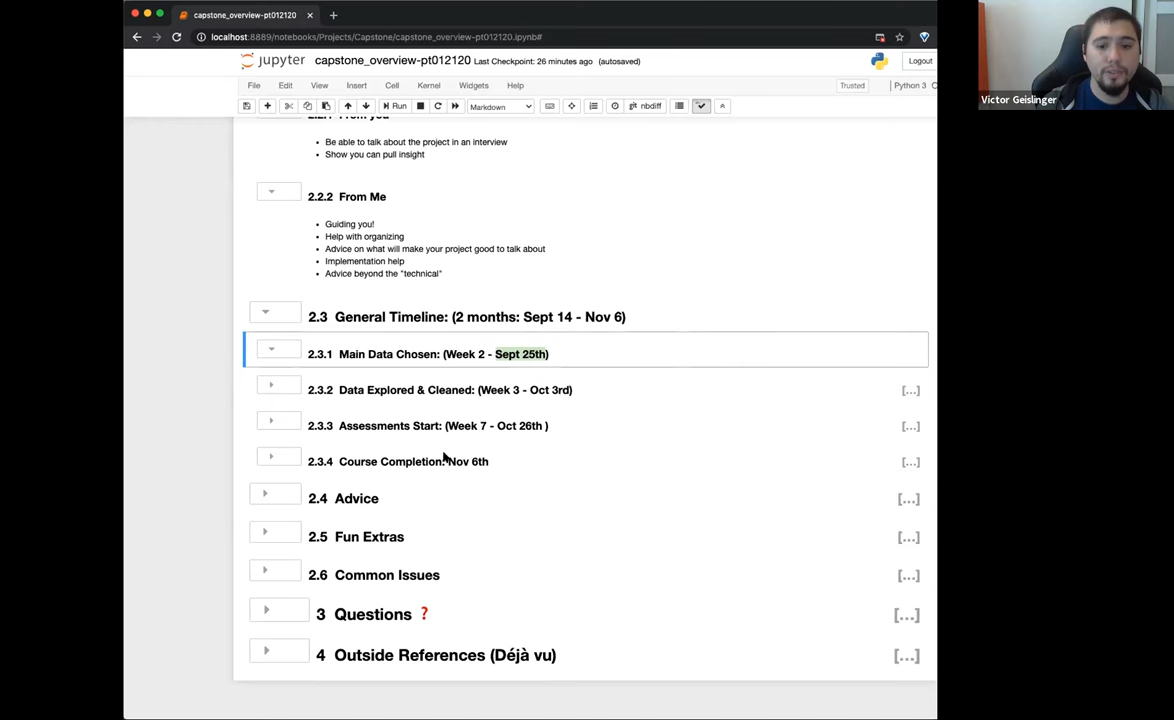 capstone_overview-pt012120
localhost:8889/notebooks/Projects/Capstone/capstone_overview-pt012120.ipynb#
jupyter capstone_overview-pt012120 Last Checkpoint: 26 minutes ago (autosaved)
Logout
File Edit View Insert Cell Kernel Widgets Help
Trusted
Python 3
Run
Markdown
nbdiff
Victor Geislinger
2.2.1 From you
Be able to talk about the project in an interview
Show you can pull insight
2.2.2 From Me
Guiding you!
Help with organizing
Advice on what will make your project good to talk about
Implementation help
Advice beyond the "technical"
2.3 General Timeline: (2 months: Sept 14 - Nov 6)
2.3.1 Main Data Chosen: (Week 2 - Sept 25th)
2.3.2 Data Explored & Cleaned: (Week 3 - Oct 3rd)
[...]
2.3.3 Assessments Start: (Week 7 - Oct 26th )
[...]
2.3.4 Course Completion: Nov 6th
[...]
2.4 Advice
[...]
2.5 Fun Extras
[...]
2.6 Common Issues
[...]
3 Questions ❓
[...]
4 Outside References (Déjà vu)
[...]